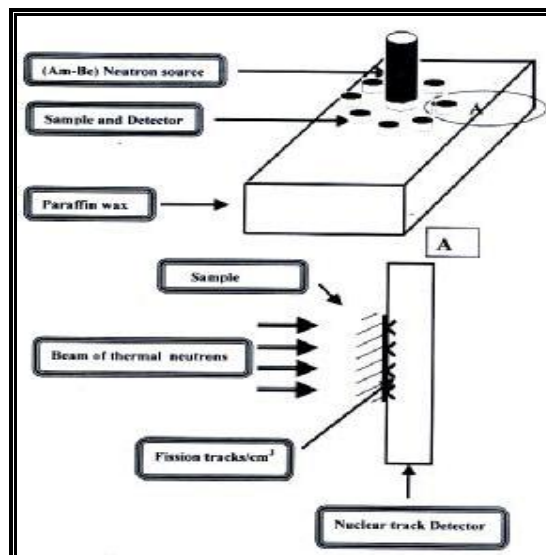 (Am-Be) Neutron source
A
Sample and Detector
Paraffin wax
A
Sample
Beam of thermal neutrons
Fission tracks/cm³
Nuclear track Detector